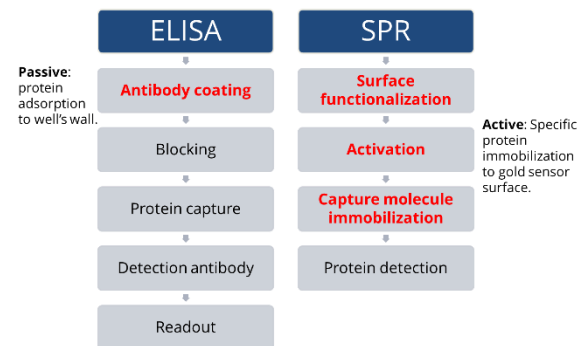 ELISA
SPR
Passive:
protein
adsorption
to well's wall.
Antibody coating
Blocking
Protein capture
Detection antibody
Readout
Surface
functionalization
Activation
Capture molecule
immobilization
Protein detection
Active: Specific
protein
immobilization
to gold sensor
surface.